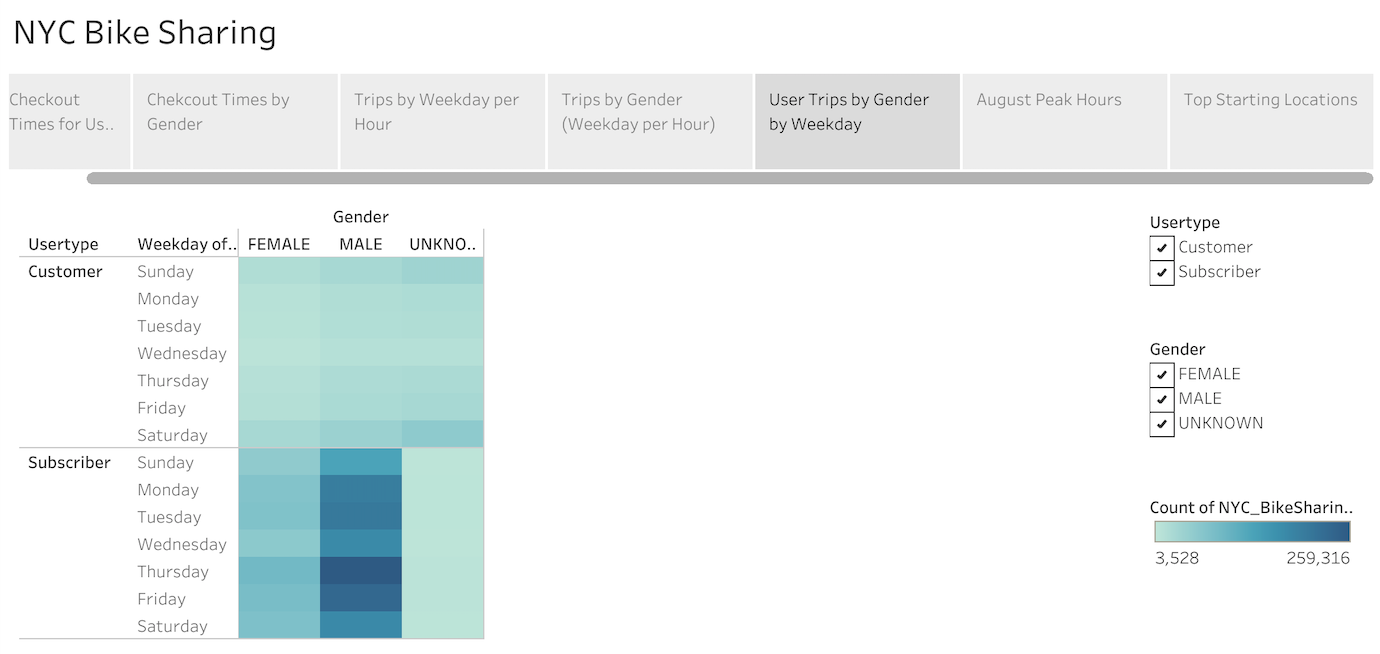 NYC Bike Sharing
Checkout
Times for Us..
Chekcout Times by
Gender
Trips by Weekday per
Hour
Trips by Gender
(Weekday per Hour)
User Trips by Gender
by Weekday
August Peak Hours
Top Starting Locations
Gender
Usertype Weekday of.. FEMALE MALE UNKNO..
Customer Sunday
Monday
Tuesday
Wednesday
Thursday
Friday
Saturday
Subscriber Sunday
Monday
Tuesday
Wednesday
Thursday
Friday
Saturday
Usertype
Customer
Subscriber
Gender
FEMALE
MALE
UNKNOWN
Count of NYC_BikeSharin..
3,528 259,316